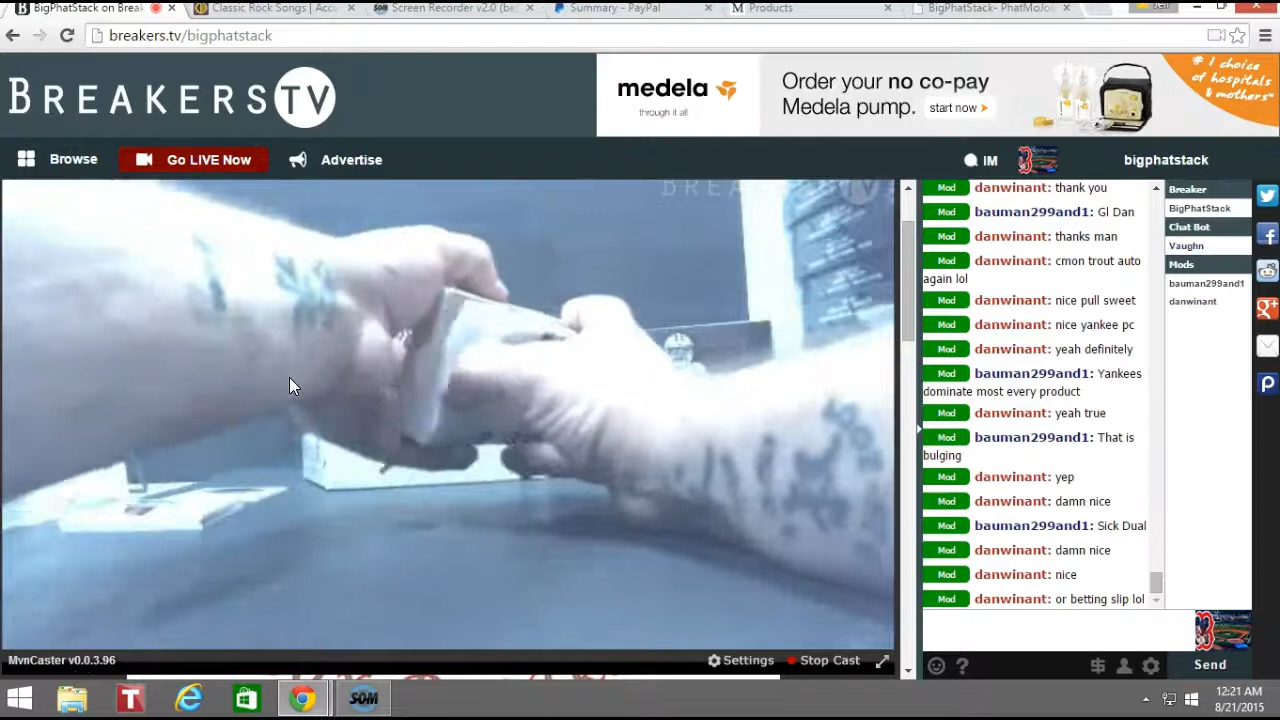 BigPhatStack on Break
Classic Rock Songs | Accu
Screen Recorder v2.0 (be
Summary - PayPal
Products
BigPhatStack- PhatMoJo
Jeff
breakers.tv/bigphatstack
BREAKERS TV
medela
through it all
Order your no co-pay
Medela pump. start now
# 1 choice
of hospitals
& mothers*
Browse
Go LIVE Now
Advertise
IM
bigphatstack
BREAKERS TV
Mod danwinant: thank you
Mod bauman299and1: Gl Dan
Mod danwinant: thanks man
Mod danwinant: cmon trout auto
again lol
Mod danwinant: nice pull sweet
Mod danwinant: nice yankee pc
Mod danwinant: yeah definitely
Mod bauman299and1: Yankees
dominate most every product
Mod danwinant: yeah true
Mod bauman299and1: That is
bulging
Mod danwinant: yep
Mod danwinant: damn nice
Mod bauman299and1: Sick Dual
Mod danwinant: damn nice
Mod danwinant: nice
Mod danwinant: or betting slip lol
Breaker
BigPhatStack
Chat Bot
Vaughn
Mods
bauman299and1
danwinant
MvnCaster v0.0.3.96
Settings
Stop Cast
Send
SOM
12:21 AM
8/21/2015